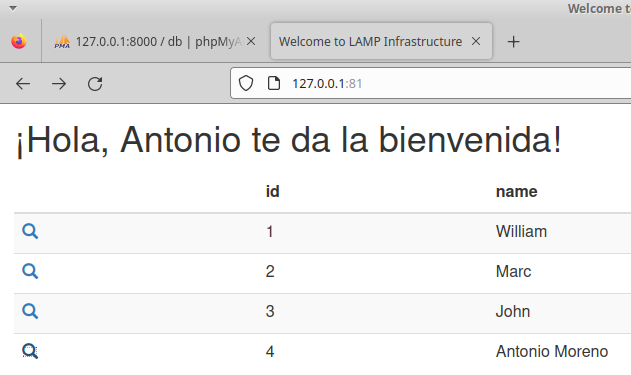 Welcome to
127.0.0.1:8000 / db | phpMyA
Welcome to LAMP Infrastructure
127.0.0.1:81
¡Hola, Antonio te da la bienvenida!
id name
1 William
2 Marc
3 John
4 Antonio Moreno